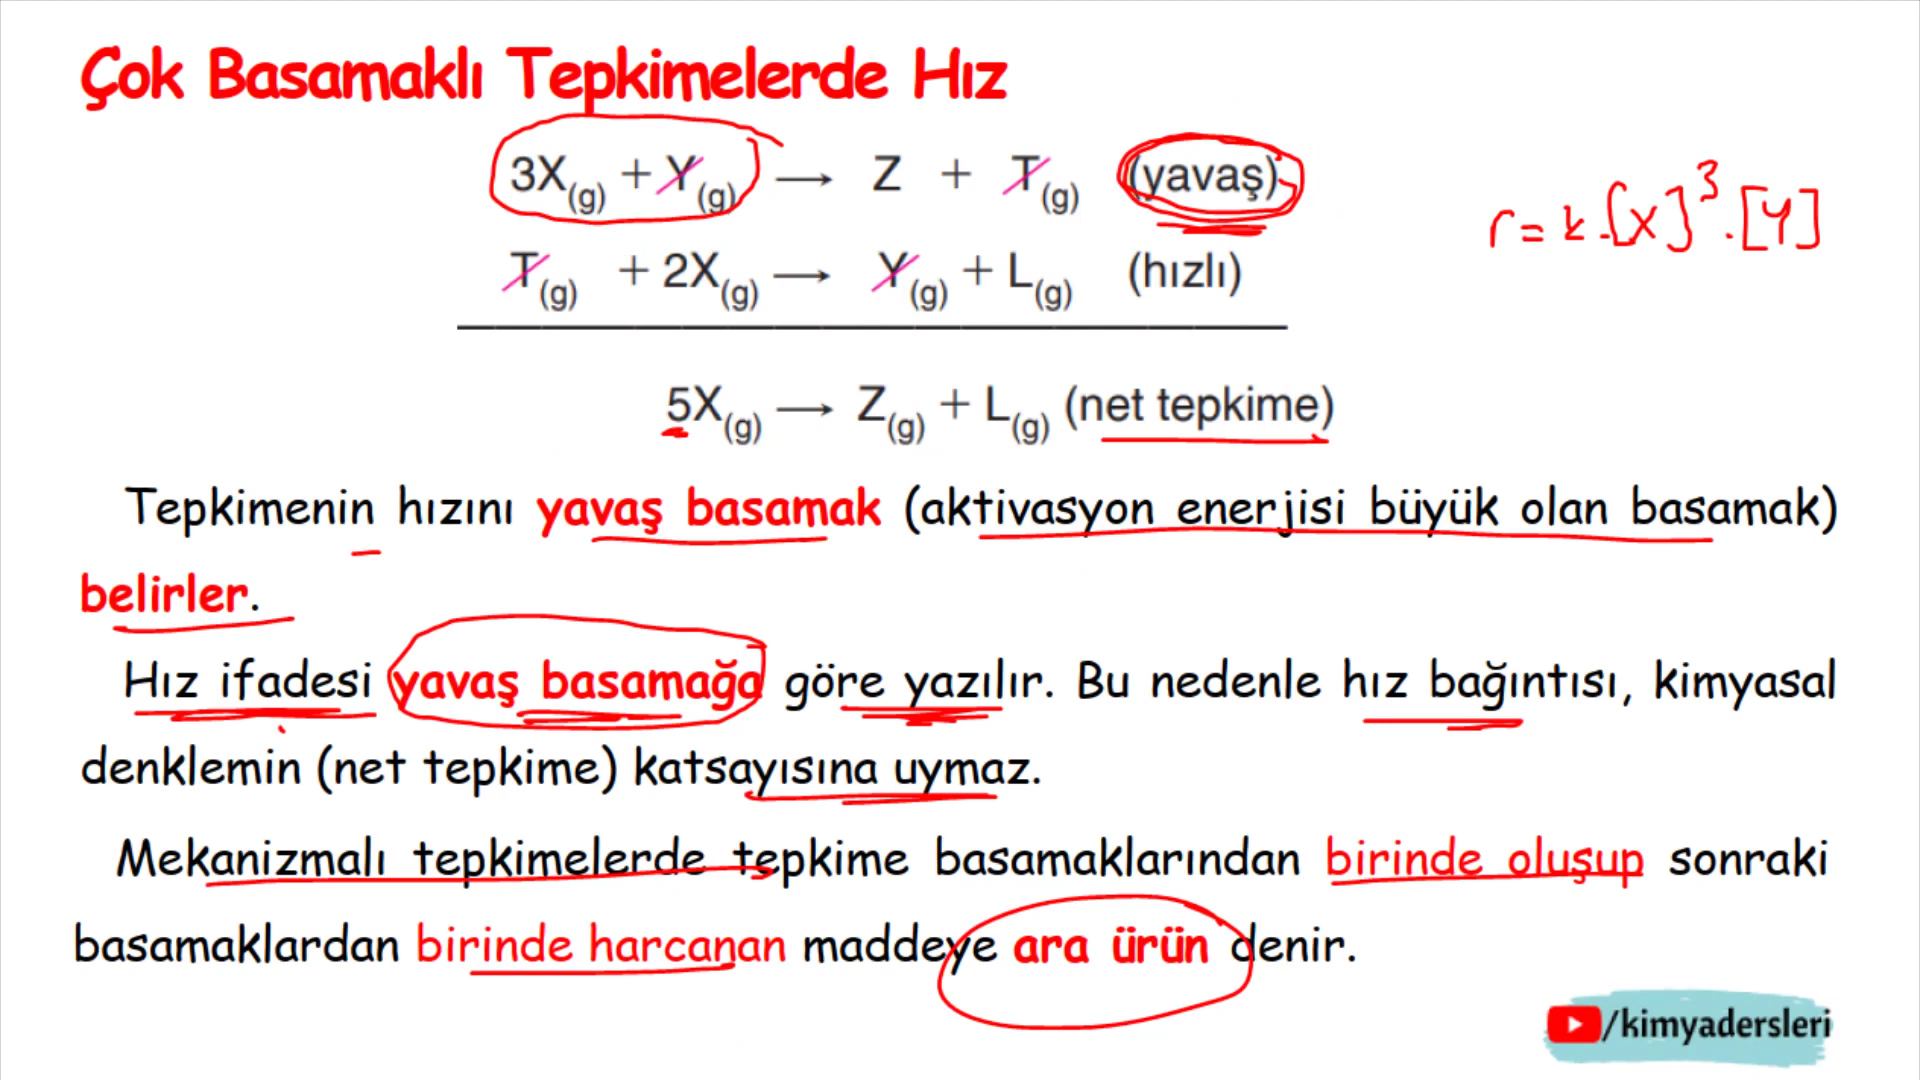 Çok Basamaklı Tepkimelerde Hız
3X(g) + Y(g) → Z + T(g) (yavaş)
r = k.[X]³.[Y]
T(g) + 2X(g) → Y(g) + L(g) (hızlı)
5X(g) → Z(g) + L(g) (net tepkime)
Tepkimenin hızını yavaş basamak (aktivasyon enerjisi büyük olan basamak)
belirler.
Hız ifadesi yavaş basamağa göre yazılır. Bu nedenle hız bağıntısı, kimyasal
denklemin (net tepkime) katsayısına uymaz.
Mekanizmalı tepkimelerde tepkime basamaklarından birinde oluşup sonraki
basamaklardan birinde harcanan maddeye ara ürün denir.
/kimyadersleri